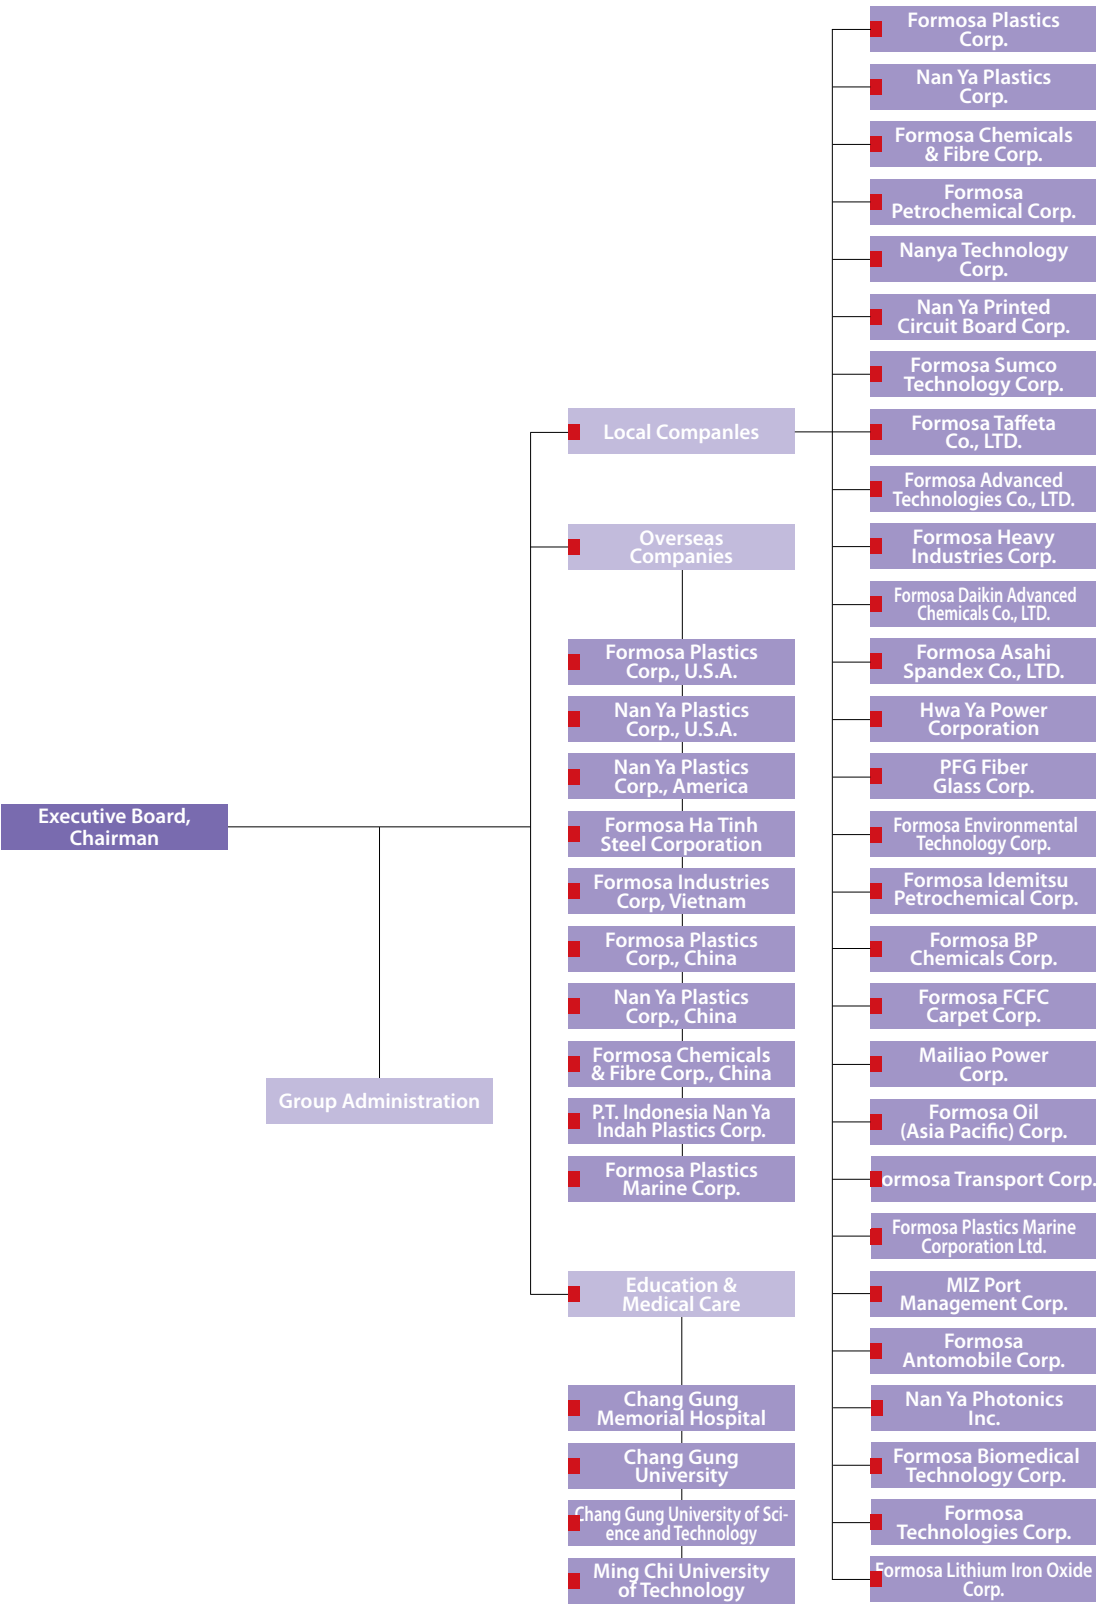 Executive Board,
Chairman
Group Administration
Local Companles
Overseas
Companies
Formosa Plastics
Corp., U.S.A.
Nan Ya Plastics
Corp., U.S.A.
Nan Ya Plastics
Corp., America
Formosa Ha Tinh
Steel Corporation
Formosa Industries
Corp, Vietnam
Formosa Plastics
Corp., China
Nan Ya Plastics
Corp., China
Formosa Chemicals
& Fibre Corp., China
P.T. Indonesia Nan Ya
Indah Plastics Corp.
Formosa Plastics
Marine Corp.
Education &
Medical Care
Chang Gung
Memorial Hospital
Chang Gung
University
Chang Gung University of Sci-
ence and Technology
Ming Chi University
of Technology
Formosa Plastics
Corp.
Nan Ya Plastics
Corp.
Formosa Chemicals
& Fibre Corp.
Formosa
Petrochemical Corp.
Nanya Technology
Corp.
Nan Ya Printed
Circuit Board Corp.
Formosa Sumco
Technology Corp.
Formosa Taffeta
Co., LTD.
Formosa Advanced
Technologies Co., LTD.
Formosa Heavy
Industries Corp.
Formosa Daikin Advanced
Chemicals Co., LTD.
Formosa Asahi
Spandex Co., LTD.
Hwa Ya Power
Corporation
PFG Fiber
Glass Corp.
Formosa Environmental
Technology Corp.
Formosa Idemitsu
Petrochemical Corp.
Formosa BP
Chemicals Corp.
Formosa FCFC
Carpet Corp.
Mailiao Power
Corp.
Formosa Oil
(Asia Pacific) Corp.
Formosa Transport Corp.
Formosa Plastics Marine
Corporation Ltd.
MIZ Port
Management Corp.
Formosa
Antomobile Corp.
Nan Ya Photonics
Inc.
Formosa Biomedical
Technology Corp.
Formosa
Technologies Corp.
Formosa Lithium Iron Oxide
Corp.